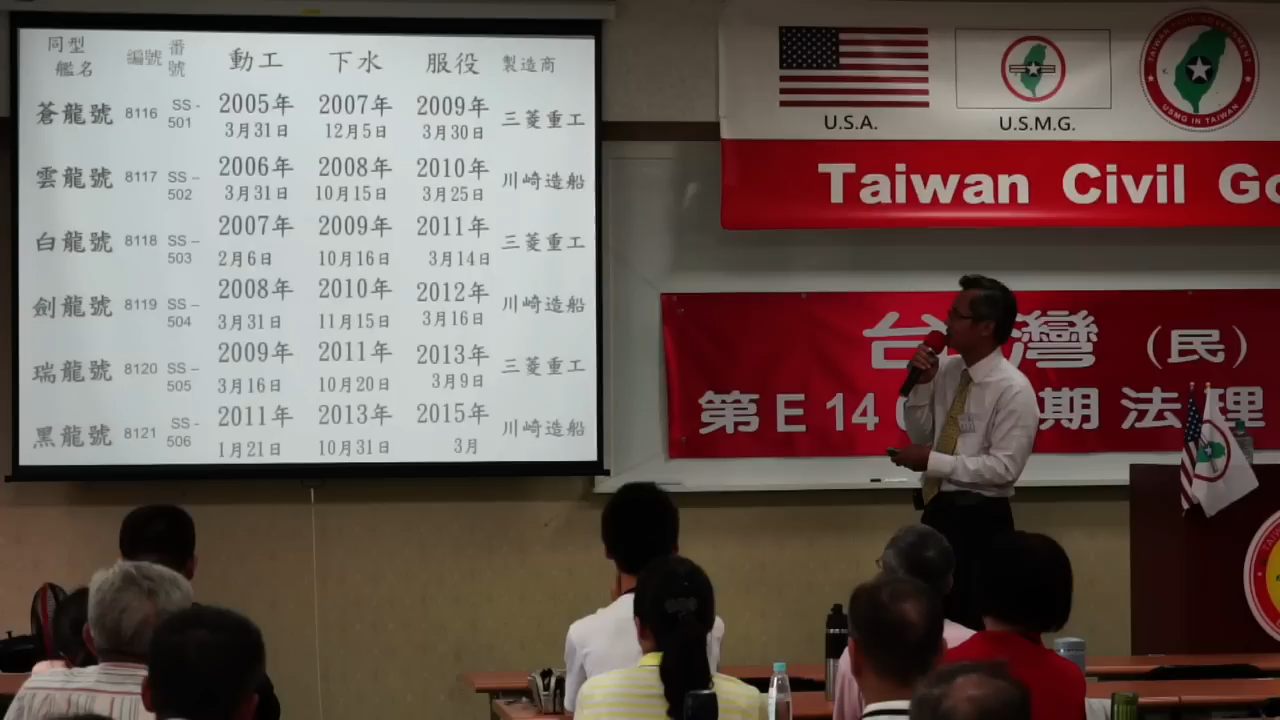 同型 艦名 編號 番號 動工 下水 服役 製造商
蒼龍號 8116 SS-501 2005年3月31日 2007年12月5日 2009年3月30日 三菱重工
雲龍號 8117 SS–502 2006年3月31日 2008年10月15日 2010年3月25日 川崎造船
白龍號 8118 SS–503 2007年2月6日 2009年10月16日 2011年3月14日 三菱重工
劍龍號 8119 SS–504 2008年3月31日 2010年11月15日 2012年3月16日 川崎造船
瑞龍號 8120 SS–505 2009年3月16日 2011年10月20日 2013年3月9日 三菱重工
黑龍號 8121 SS-506 2011年1月21日 2013年10月31日 2015年3月 川崎造船
U.S.A.
U.S.M.G.
TAIWAN CIVIL GOVERNMENT
USMG IN TAIWAN
Taiwan Civil Go
台灣（民）
第E14 期法理